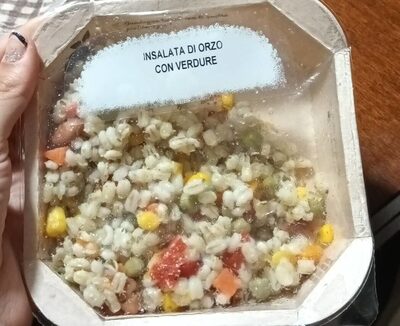 INSALATA DI ORZO
CON VERDURE